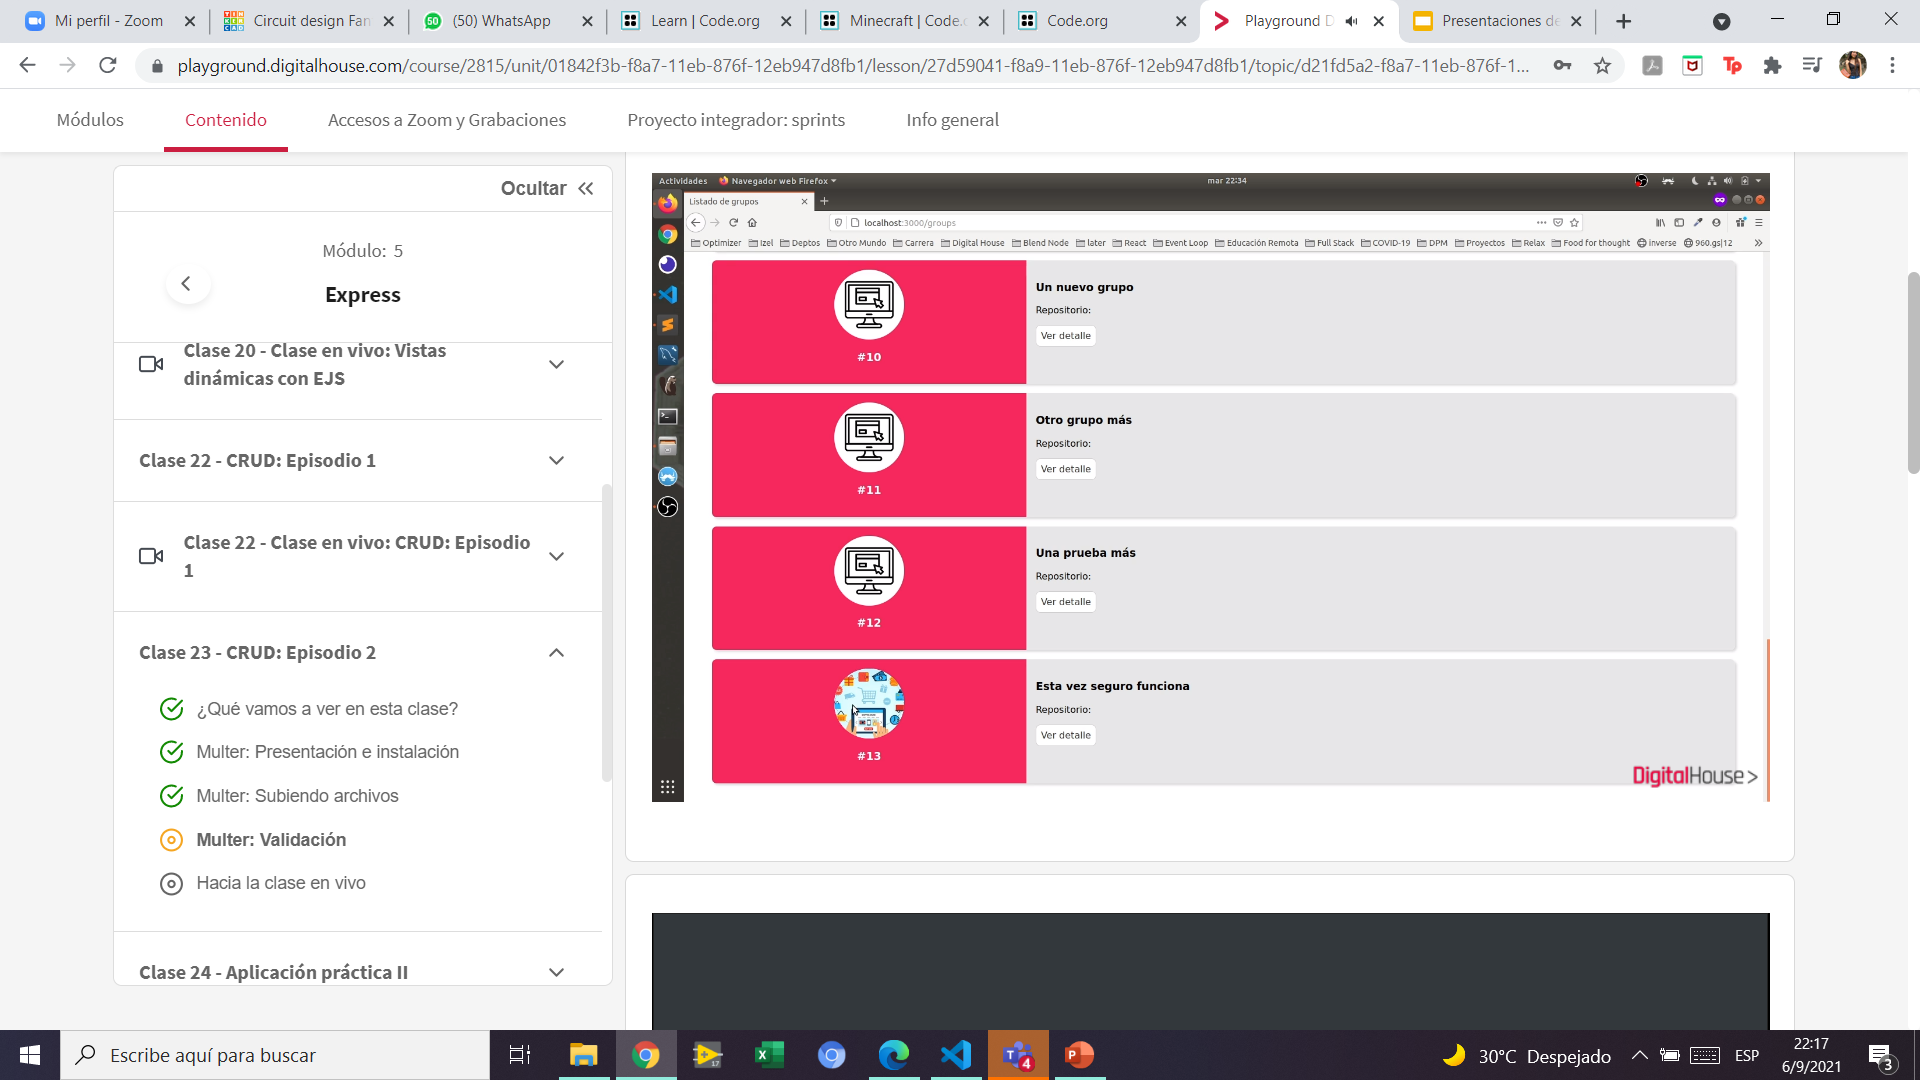 Mi perfil - Zoom
Circuit design Fan
(50) WhatsApp
Learn | Code.org
Minecraft | Code.o
Code.org
Playground D
Presentaciones de
playground.digitalhouse.com/course/2815/unit/01842f3b-f8a7-11eb-876f-12eb947d8fb1/lesson/27d59041-f8a9-11eb-876f-12eb947d8fb1/topic/d21fd5a2-f8a7-11eb-876f-1...
Módulos
Contenido
Accesos a Zoom y Grabaciones
Proyecto integrador: sprints
Info general
Ocultar
Módulo: 5
Express
Clase 20 - Clase en vivo: Vistas
dinámicas con EJS
Clase 22 - CRUD: Episodio 1
Clase 22 - Clase en vivo: CRUD: Episodio
1
Clase 23 - CRUD: Episodio 2
¿Qué vamos a ver en esta clase?
Multer: Presentación e instalación
Multer: Subiendo archivos
Multer: Validación
Hacia la clase en vivo
Clase 24 - Aplicación práctica II
Actividades
Navegador web Firefox
mar 22:34
Listado de grupos
localhost:3000/groups
Optimizer
Izel
Deptos
Otro Mundo
Carrera
Digital House
Blend Node
later
React
Event Loop
Educación Remota
Full Stack
COVID-19
DPM
Proyectos
Relax
Food for thought
inverse
960.gs|12
#10
Un nuevo grupo
Repositorio:
Ver detalle
#11
Otro grupo más
Repositorio:
Ver detalle
#12
Una prueba más
Repositorio:
Ver detalle
#13
Esta vez seguro funciona
Repositorio:
Ver detalle
DigitalHouse>
Escribe aquí para buscar
17
4
30°C Despejado
ESP
22:17
6/9/2021
3